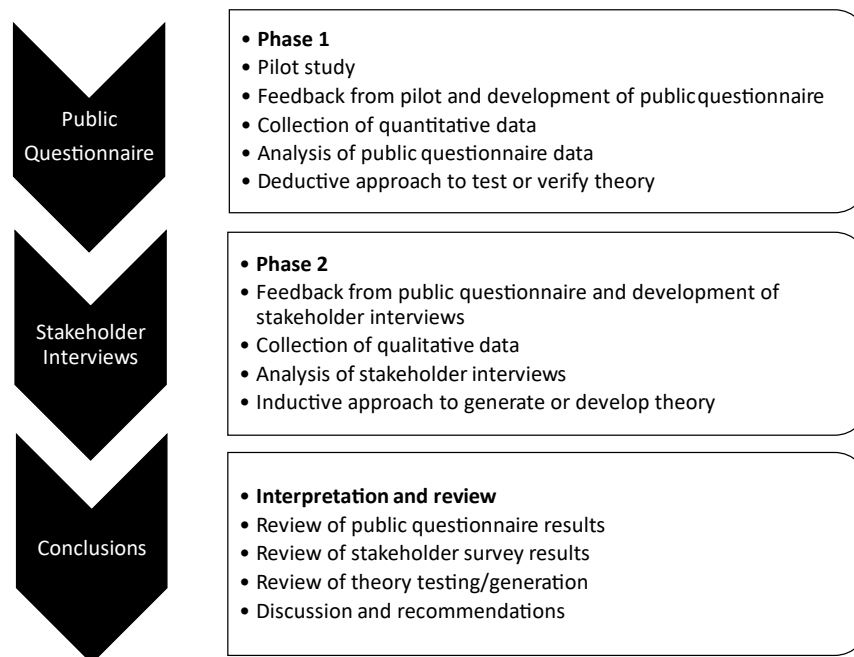 Public
Questionnaire
• Phase 1
• Pilot study
• Feedback from pilot and development of public questionnaire
• Collection of quantitative data
• Analysis of public questionnaire data
• Deductive approach to test or verify theory
Stakeholder
Interviews
• Phase 2
• Feedback from public questionnaire and development of
stakeholder interviews
• Collection of qualitative data
• Analysis of stakeholder interviews
• Inductive approach to generate or develop theory
Conclusions
• Interpretation and review
• Review of public questionnaire results
• Review of stakeholder survey results
• Review of theory testing/generation
• Discussion and recommendations